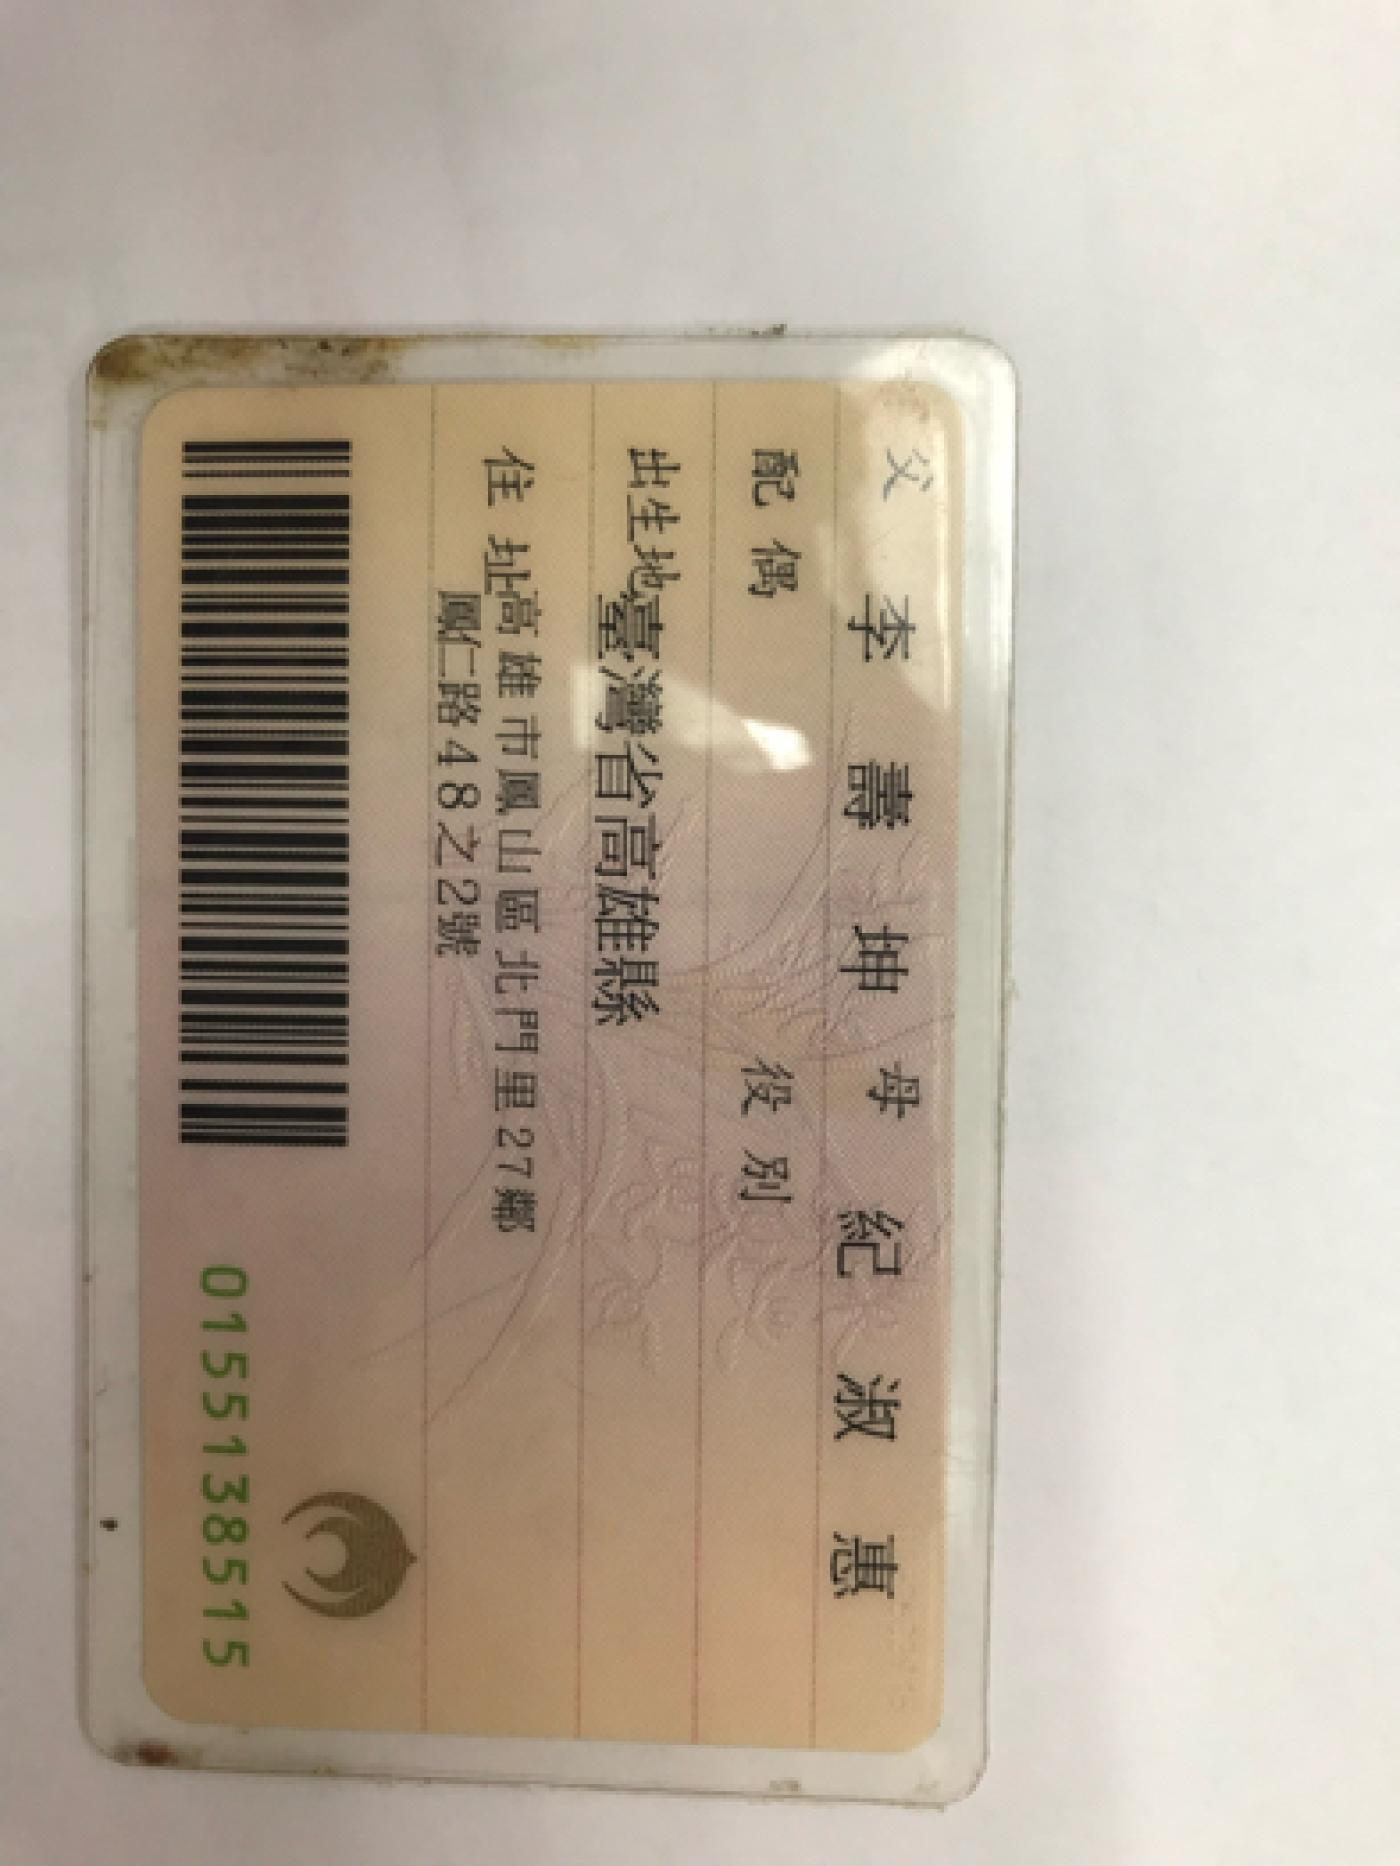 父 李壽坤 母 紀淑惠
配偶 役別
出生地 臺灣省高雄縣
住址 高雄市鳳山區北門里27鄰
鳳仁路48之2號
0155138515